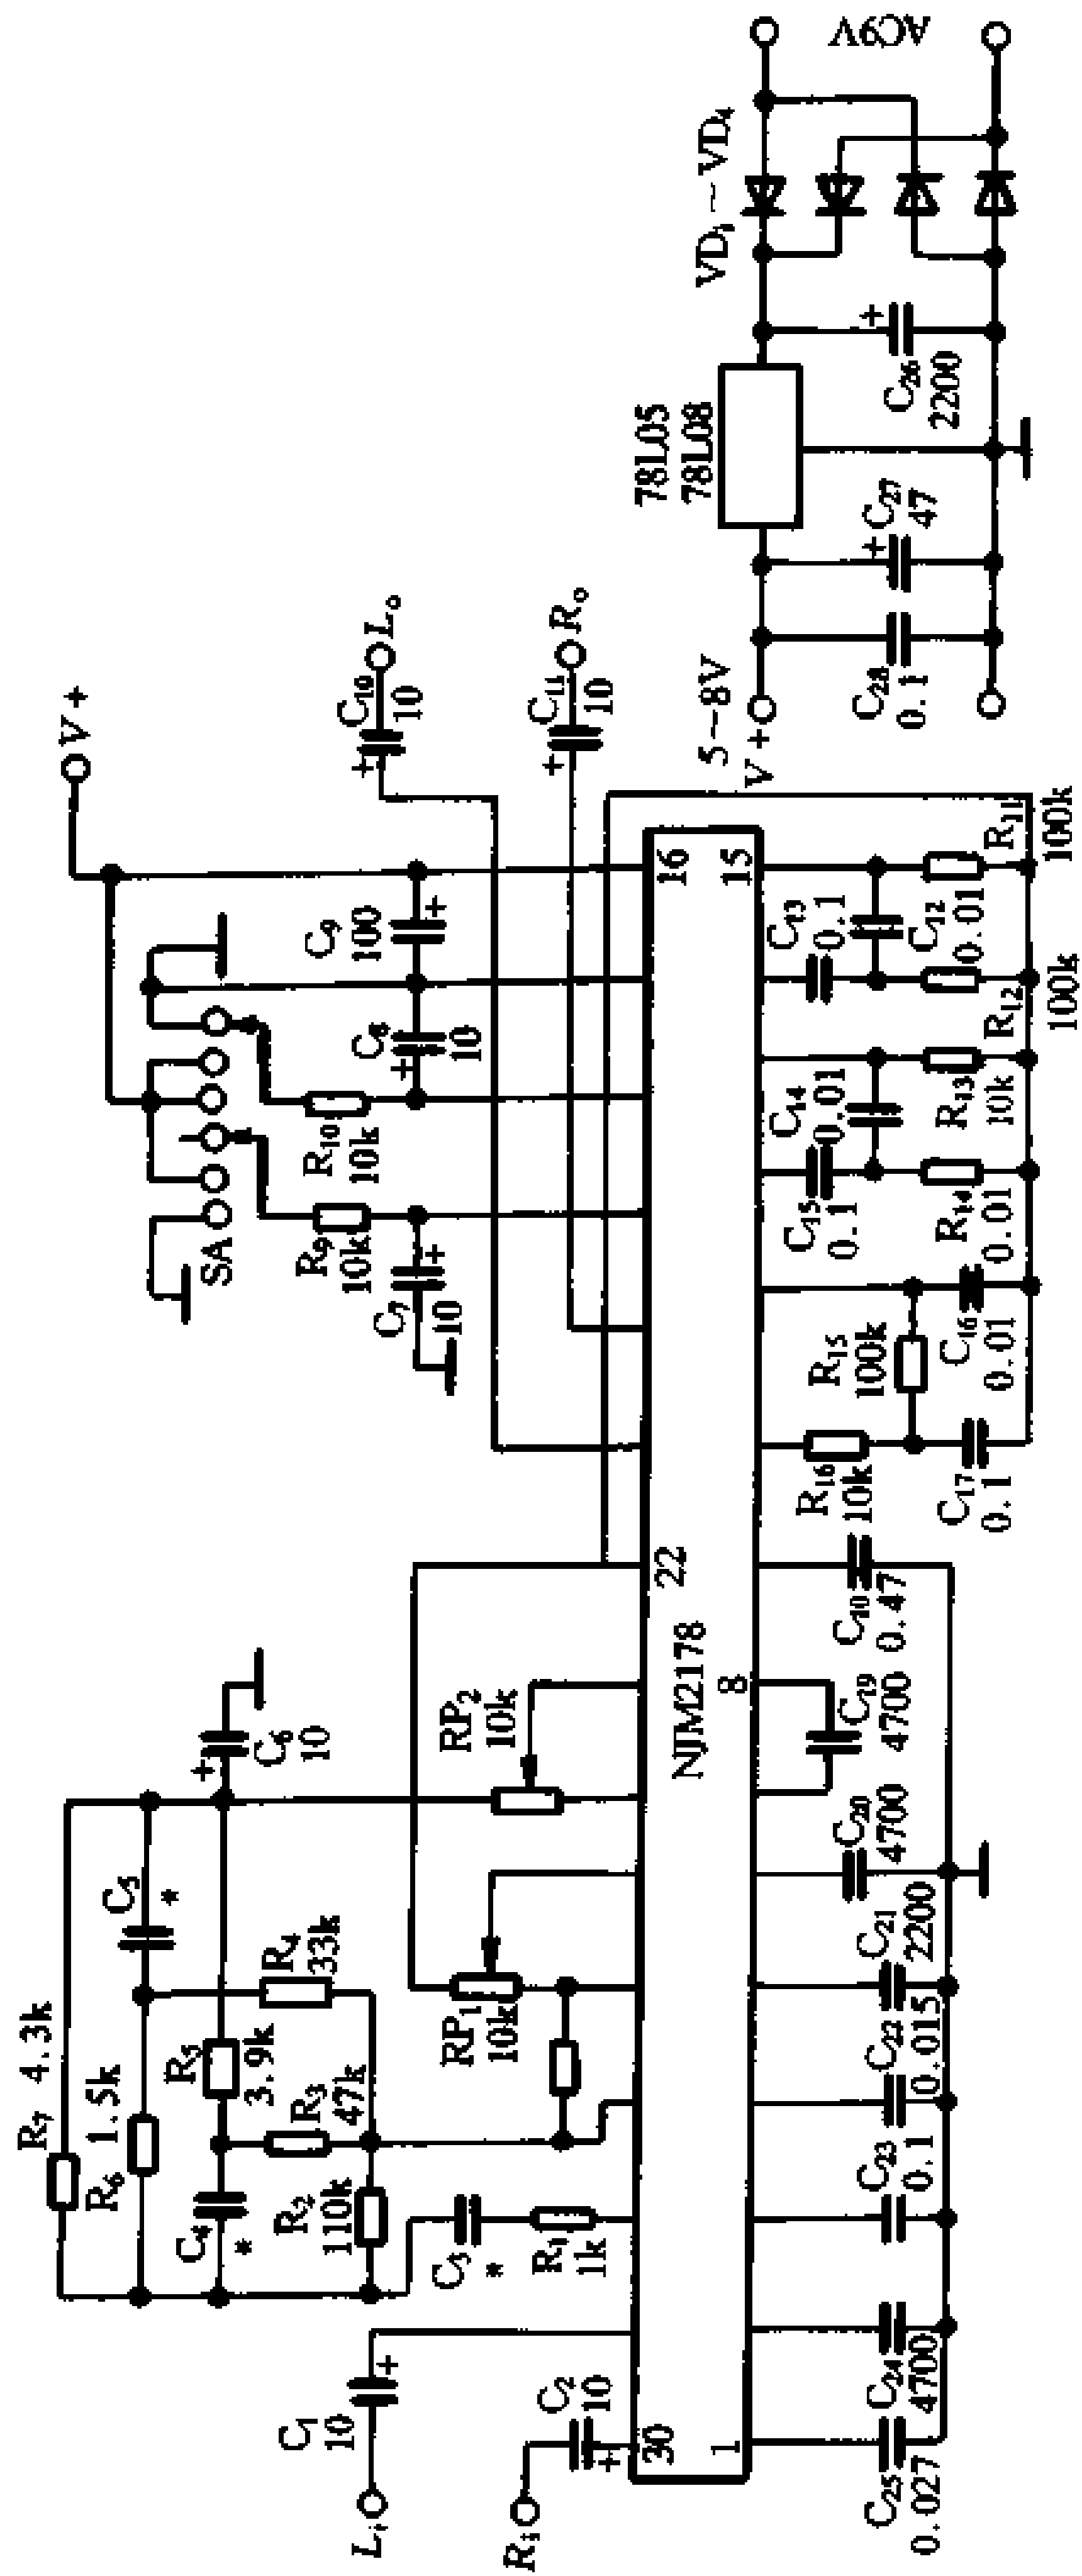 R7 4.3k
R6 1.5k
C5
*
R5
3.9k
C4
*
R3
47k
R4
33k
R2
110k
C3
*
R1
1k
C6
10
RP1
10k
RP2
10k
C1
10
Li
C2
10
Ri
V+
SA
R9
10k
R10
10k
C7
10
C8
10
C9
100
C10
10
Lo
C11
10
Ro
30
22
16
NJM2178
1
8
15
C25
0.027
C24
4700
C23
0.1
C22
0.015
C21
2200
C20
4700
C19
4700
0.47
R16
10k
C17
0.1
R15
100k
C16
0.01
C15
0.1
R14
0.01
C14
0.01
R13
10k
C13
0.1
R12
100k
C12
0.01
R11
100k
5~8V
V+
78L05
78L08
C28
0.1
C27
47
C26
2200
VD1~VD4
AC9V